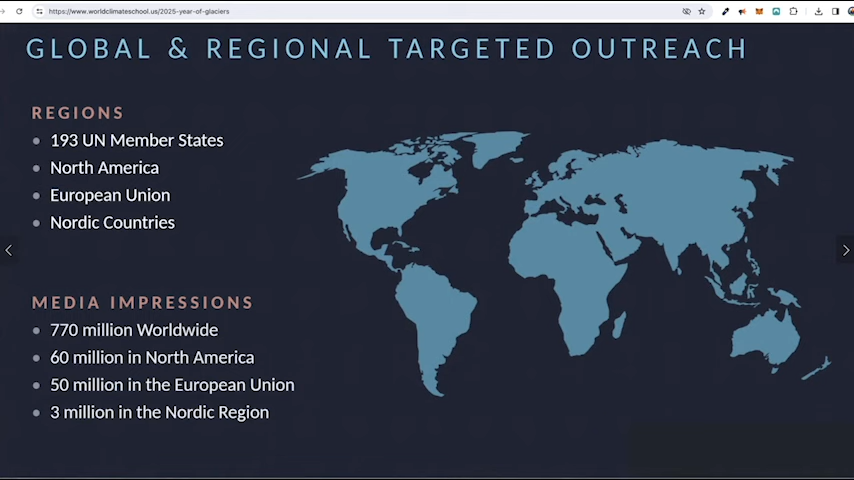 https://www.worldclimateschool.us/2025-year-of-glaciers
GLOBAL & REGIONAL TARGETED OUTREACH
REGIONS
193 UN Member States
North America
European Union
Nordic Countries
MEDIA IMPRESSIONS
770 million Worldwide
60 million in North America
50 million in the European Union
3 million in the Nordic Region